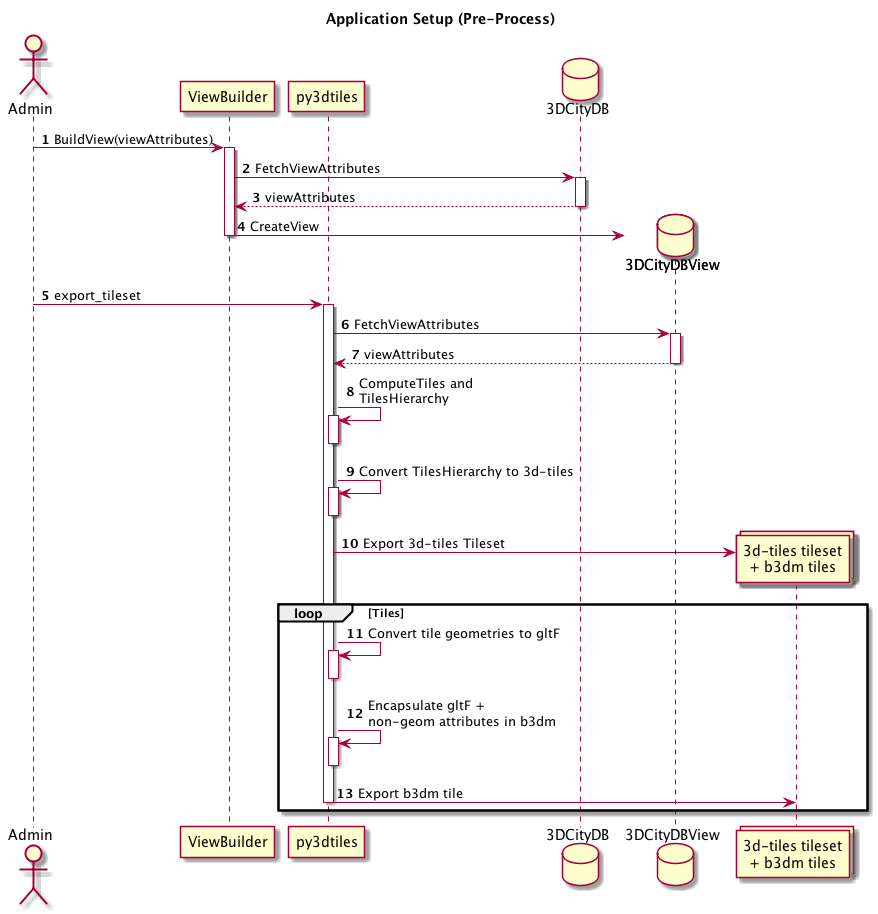 Application Setup (Pre-Process)
Admin
ViewBuilder
py3dtiles
3DCityDB
1 BuildView(viewAttributes)
2 FetchViewAttributes
3 viewAttributes
4 CreateView
3DCityDBView
5 export_tileset
6 FetchViewAttributes
7 viewAttributes
8 ComputeTiles and
TilesHierarchy
9 Convert TilesHierarchy to 3d-tiles
10 Export 3d-tiles Tileset
3d-tiles tileset
+ b3dm tiles
loop [Tiles]
11 Convert tile geometries to gltF
12 Encapsulate gltF +
non-geom attributes in b3dm
13 Export b3dm tile
Admin
ViewBuilder
py3dtiles
3DCityDB
3DCityDBView
3d-tiles tileset
+ b3dm tiles